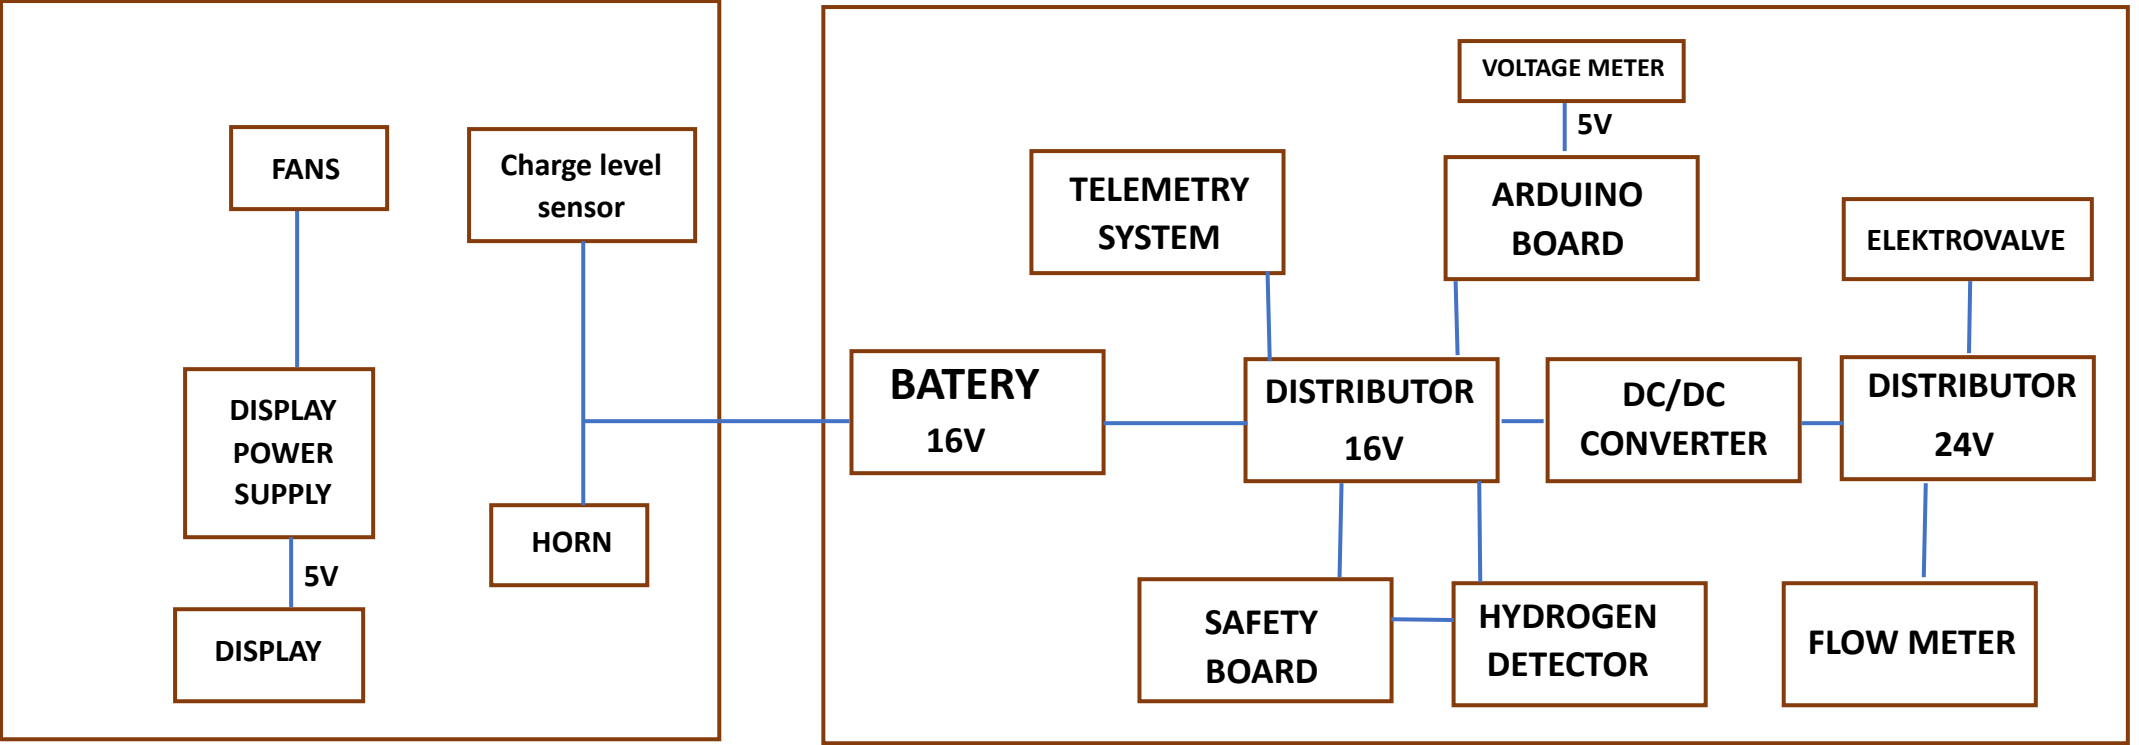 FANS
Charge level
sensor
DISPLAY
POWER
SUPPLY
5V
DISPLAY
HORN
VOLTAGE METER
5V
TELEMETRY
SYSTEM
ARDUINO
BOARD
ELEKTROVALVE
BATERY
16V
DISTRIBUTOR
16V
DC/DC
CONVERTER
DISTRIBUTOR
24V
SAFETY
BOARD
HYDROGEN
DETECTOR
FLOW METER